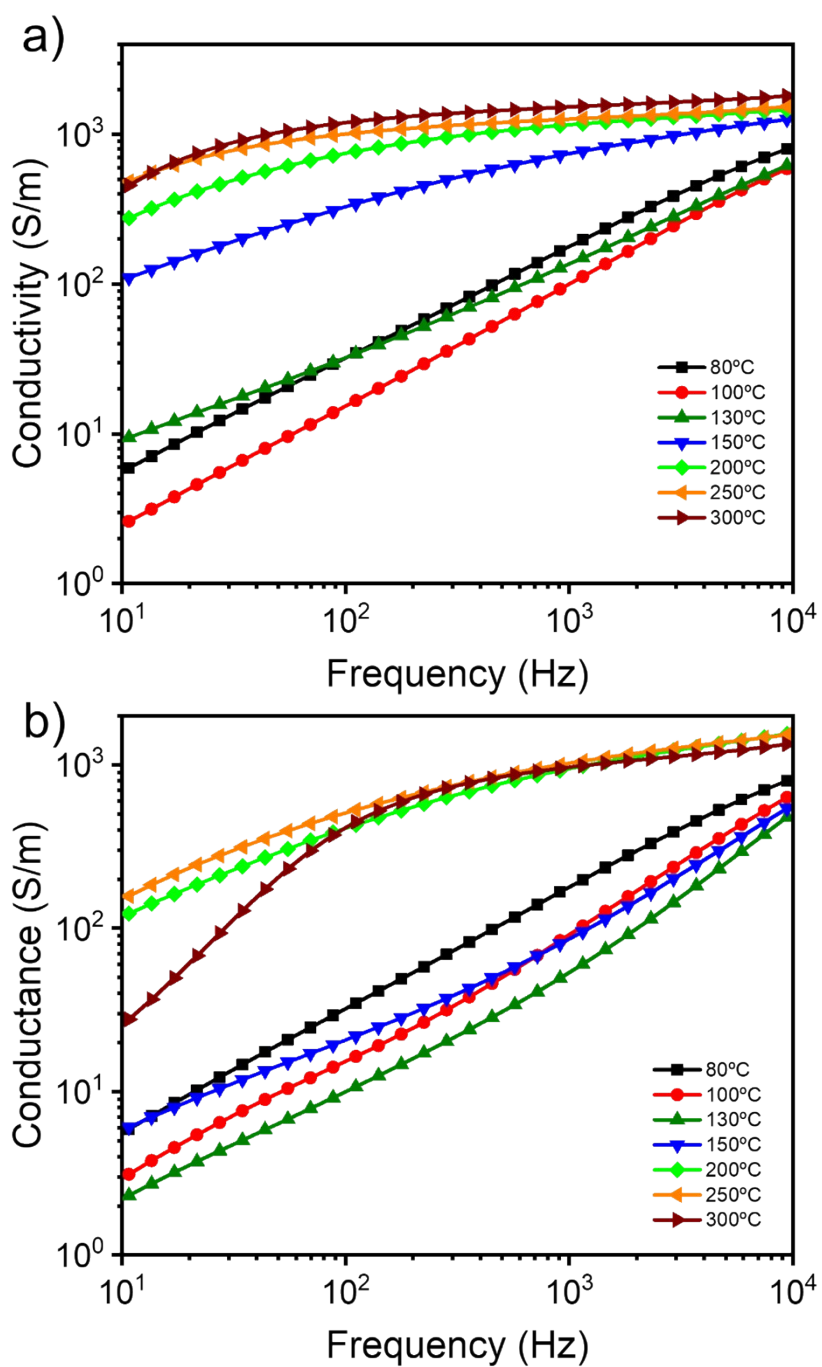 a)
Conductivity (S/m)
10³
10²
10¹
10⁰
80ºC
100ºC
130ºC
150ºC
200ºC
250ºC
300ºC
10¹ 10² 10³ 10⁴
Frequency (Hz)
b)
Conductance (S/m)
10³
10²
10¹
10⁰
80ºC
100ºC
130ºC
150ºC
200ºC
250ºC
300ºC
10¹ 10² 10³ 10⁴
Frequency (Hz)